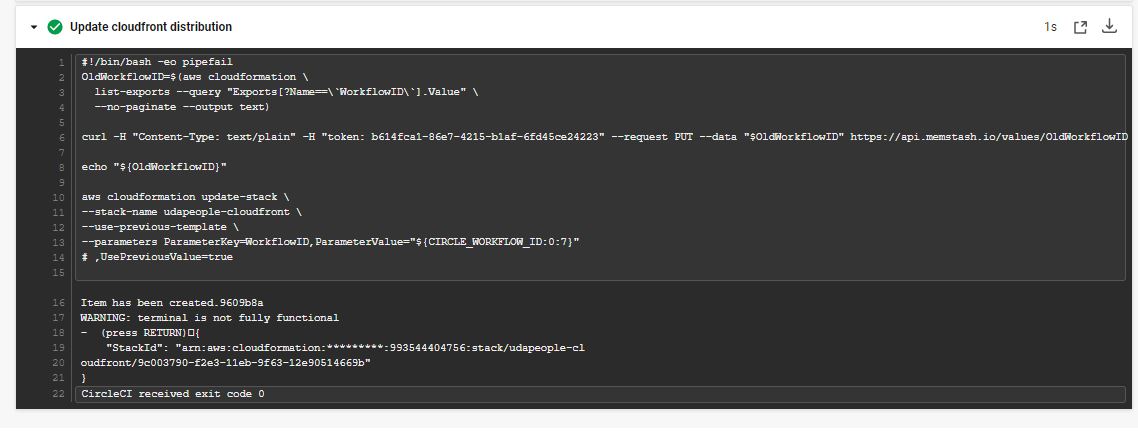 Update cloudfront distribution
1s
1 #!/bin/bash -eo pipefail
2 OldWorkflowID=$(aws cloudformation \
3   list-exports --query "Exports[?Name==\`WorkflowID\`].Value" \
4   --no-paginate --output text)
5
6 curl -H "Content-Type: text/plain" -H "token: b614fca1-86e7-4215-b1af-6fd45ce24223" --request PUT --data "$OldWorkflowID" https://api.memstash.io/values/OldWorkflowID
7
8 echo "${OldWorkflowID}"
9
10 aws cloudformation update-stack \
11 --stack-name udapeople-cloudfront \
12 --use-previous-template \
13 --parameters ParameterKey=WorkflowID,ParameterValue="${CIRCLE_WORKFLOW_ID:0:7}"
14 # ,UsePreviousValue=true
15
16 Item has been created.9609b8a
17 WARNING: terminal is not fully functional
18 -  (press RETURN)□{
19     "StackId": "arn:aws:cloudformation:*********:993544404756:stack/udapeople-cl
20 oudfront/9c003790-f2e3-11eb-9f63-12e90514669b"
21 }
22 CircleCI received exit code 0